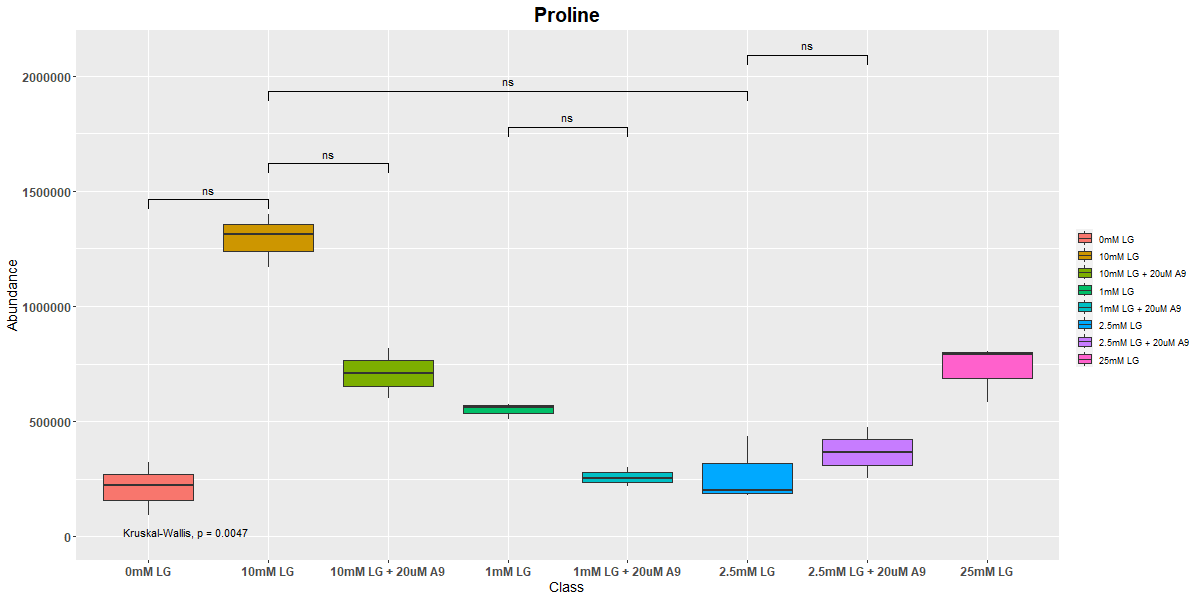 Proline
Abundance
2000000
1500000
1000000
500000
0
ns
ns
ns
ns
ns
Kruskal-Wallis, p = 0.0047
0mM LG
10mM LG
10mM LG + 20uM A9
1mM LG
1mM LG + 20uM A9
2.5mM LG
2.5mM LG + 20uM A9
25mM LG
Class
0mM LG
10mM LG
10mM LG + 20uM A9
1mM LG
1mM LG + 20uM A9
2.5mM LG
2.5mM LG + 20uM A9
25mM LG